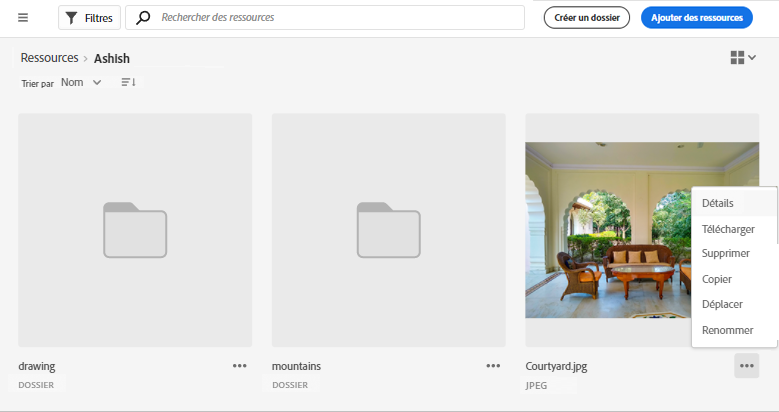 Filtres
Rechercher des ressources
Créer un dossier
Ajouter des ressources
Ressources > Ashish
Trier par Nom
Détails
Télécharger
Supprimer
Copier
Déplacer
Renommer
drawing
DOSSIER
mountains
DOSSIER
Courtyard.jpg
JPEG